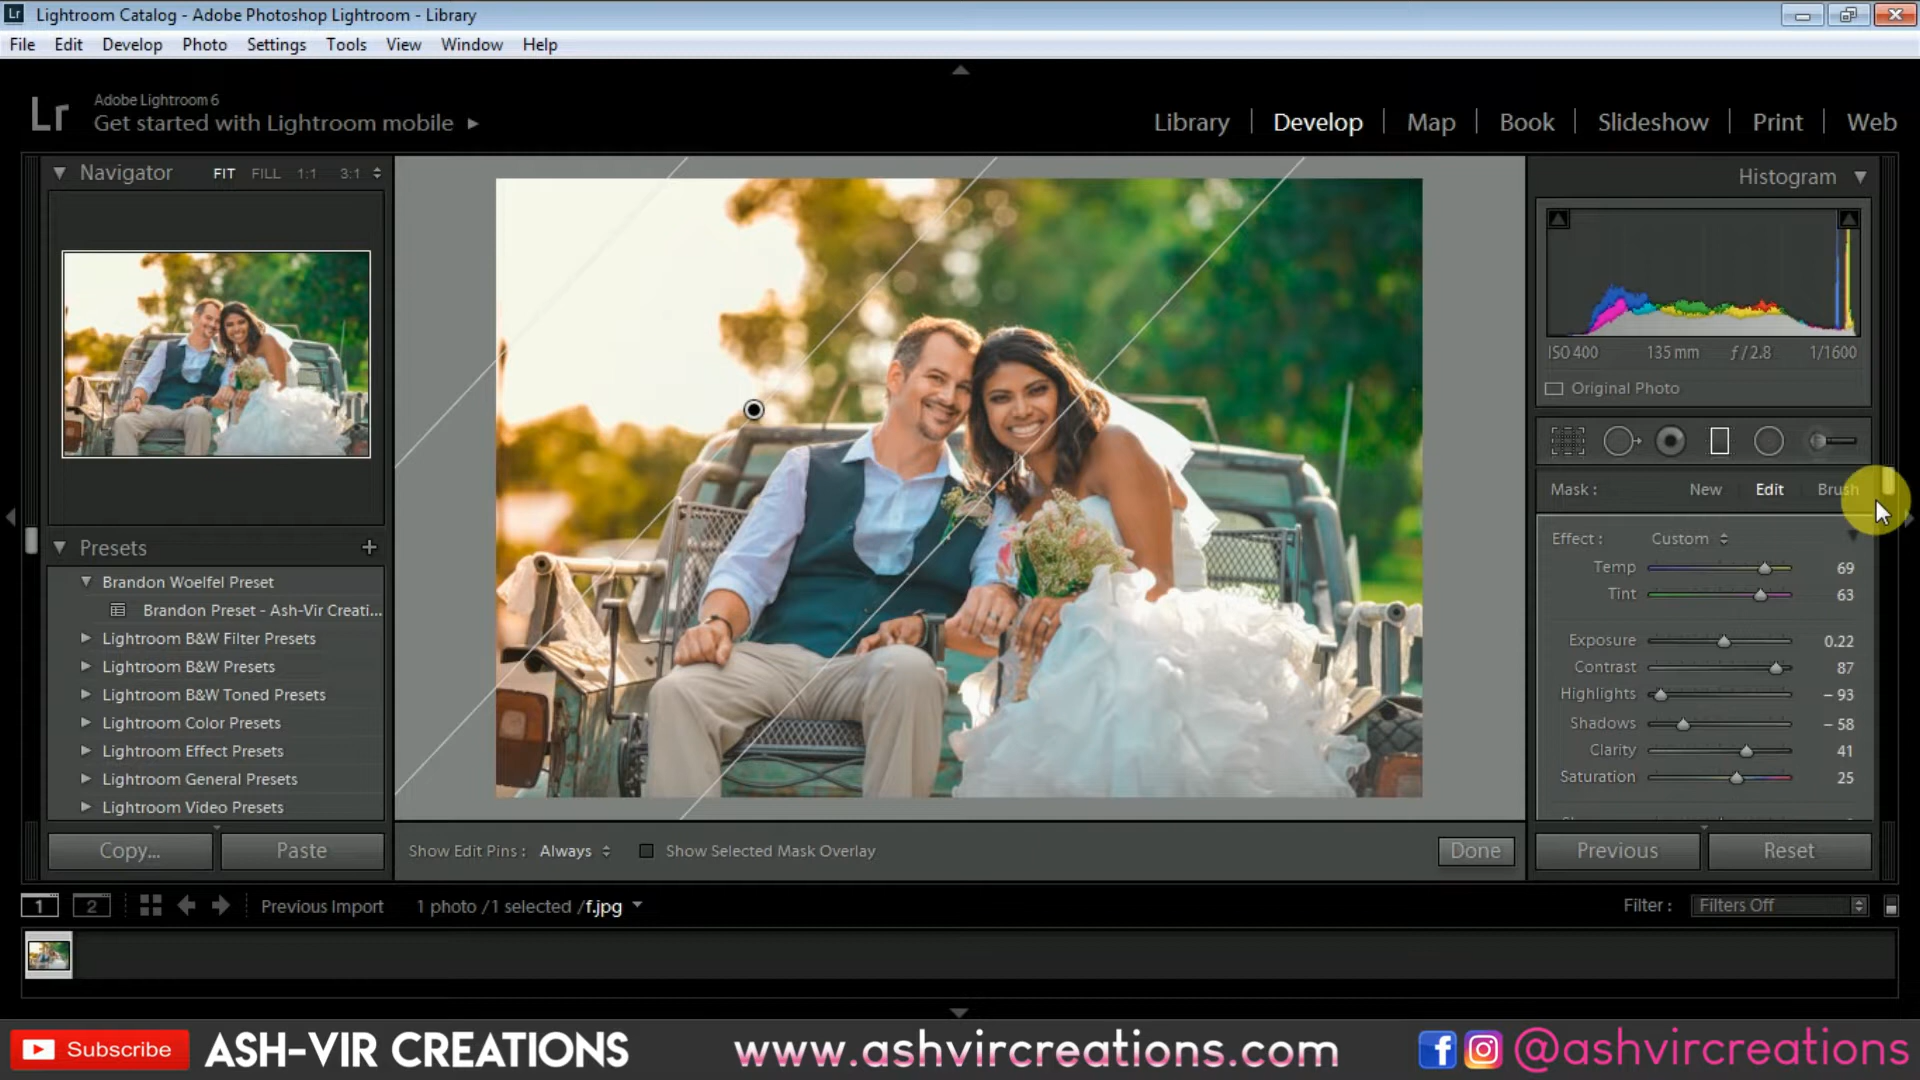 Lr Lightroom Catalog - Adobe Photoshop Lightroom - Library
File Edit Develop Photo Settings Tools View Window Help
Lr Adobe Lightroom 6
Get started with Lightroom mobile
Library Develop Map Book Slideshow Print Web
Navigator FIT FILL 1:1 3:1
Histogram
ISO 400 135 mm ƒ / 2.8 1/1600
Original Photo
Mask : New Edit Brush
Effect : Custom
Temp 69
Tint 63
Exposure 0.22
Contrast 87
Highlights – 93
Shadows – 58
Clarity 41
Saturation 25
Presets +
Brandon Woelfel Preset
Brandon Preset - Ash-Vir Creati...
Lightroom B&W Filter Presets
Lightroom B&W Presets
Lightroom B&W Toned Presets
Lightroom Color Presets
Lightroom Effect Presets
Lightroom General Presets
Lightroom Video Presets
Copy... Paste
Show Edit Pins : Always Show Selected Mask Overlay Done
Previous Reset
1 2 Previous Import 1 photo /1 selected /f.jpg Filter : Filters Off
Subscribe ASH-VIR CREATIONS www.ashvircreations.com @ashvircreations